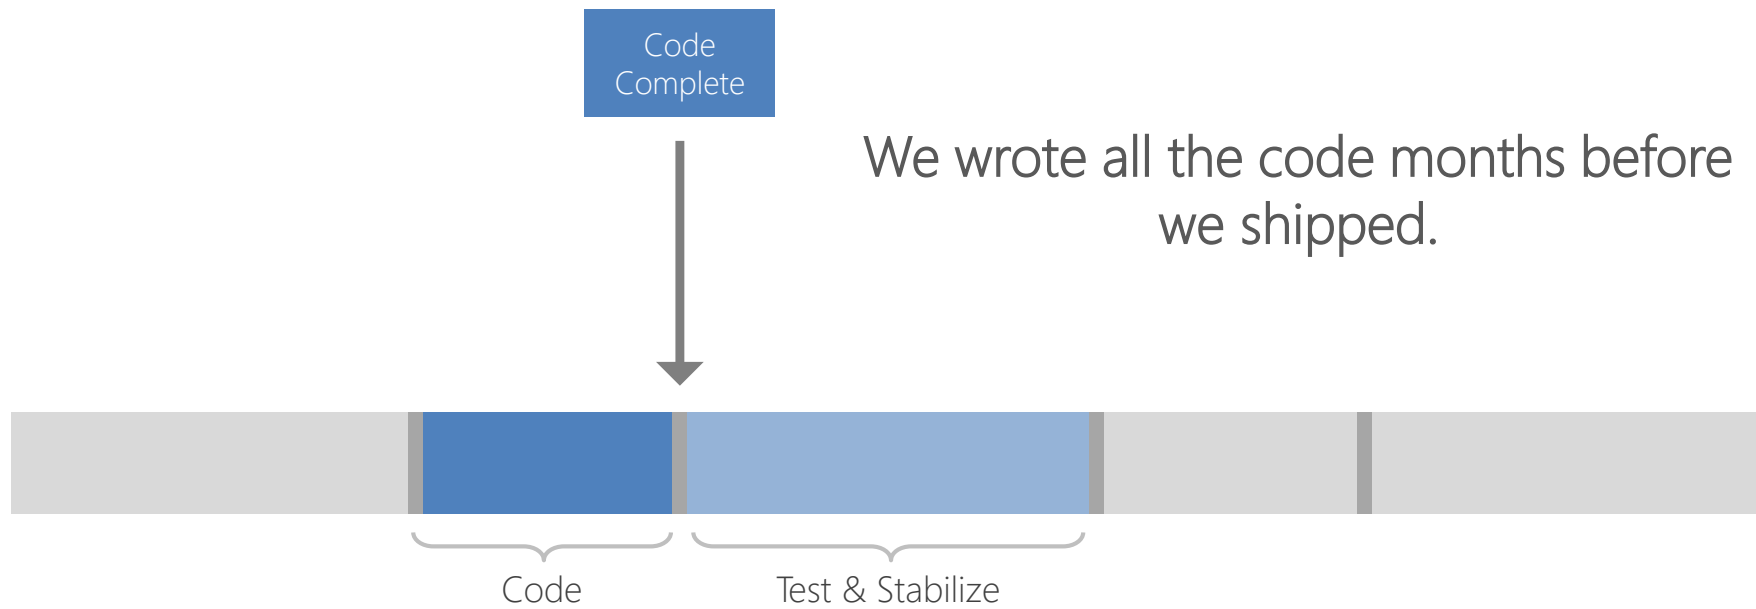 Code
Complete
We wrote all the code months before
we shipped.
Code
Test & Stabilize